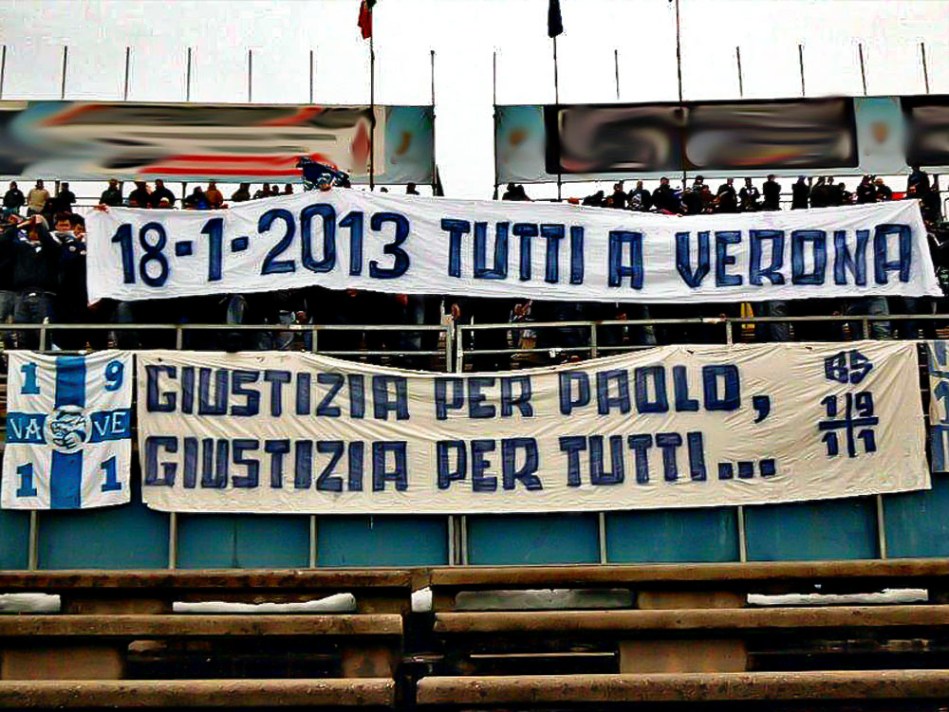 18-1-2013 TUTTI A VERONA
1 9
VA VE
1 1
GIUSTIZIA PER PAOLO,
GIUSTIZIA PER TUTTI...
BS
19
11